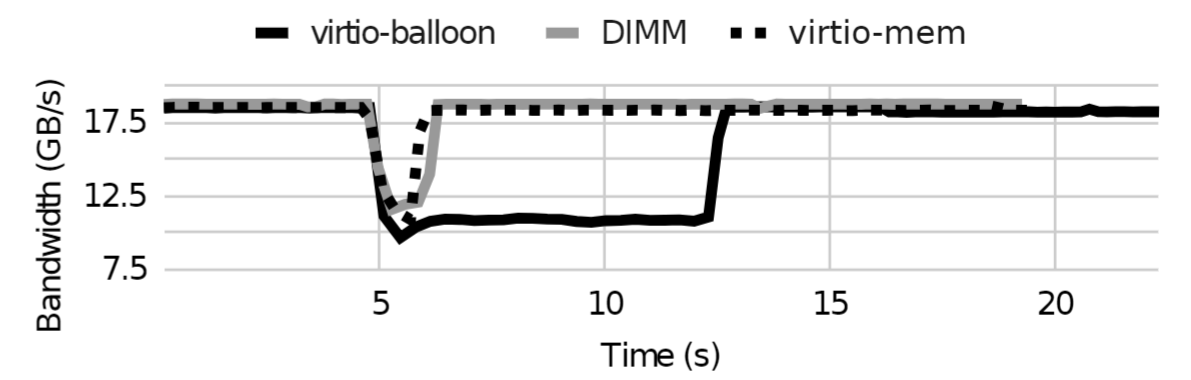 virtio-balloon DIMM virtio-mem
Bandwidth (GB/s)
17.5
12.5
7.5
5 10 15 20
Time (s)